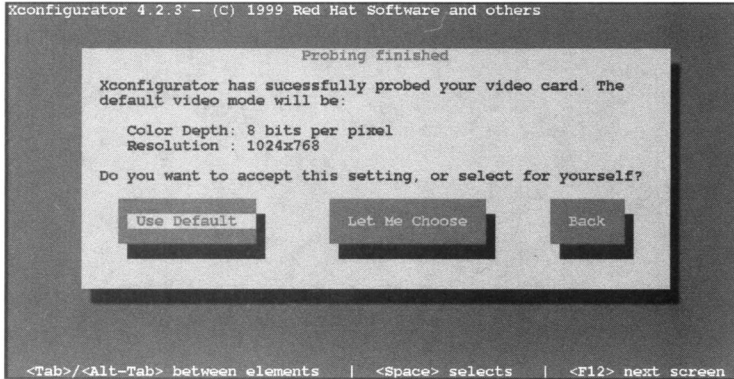 Xconfigurator 4.2.3 - (C) 1999 Red Hat Software and others
Probing finished
Xconfigurator has sucessfully probed your video card. The
default video mode will be:
Color Depth: 8 bits per pixel
Resolution : 1024x768
Do you want to accept this setting, or select for yourself?
Use Default Let Me Choose Back
<Tab>/<Alt-Tab> between elements | <Space> selects | <F12> next screen